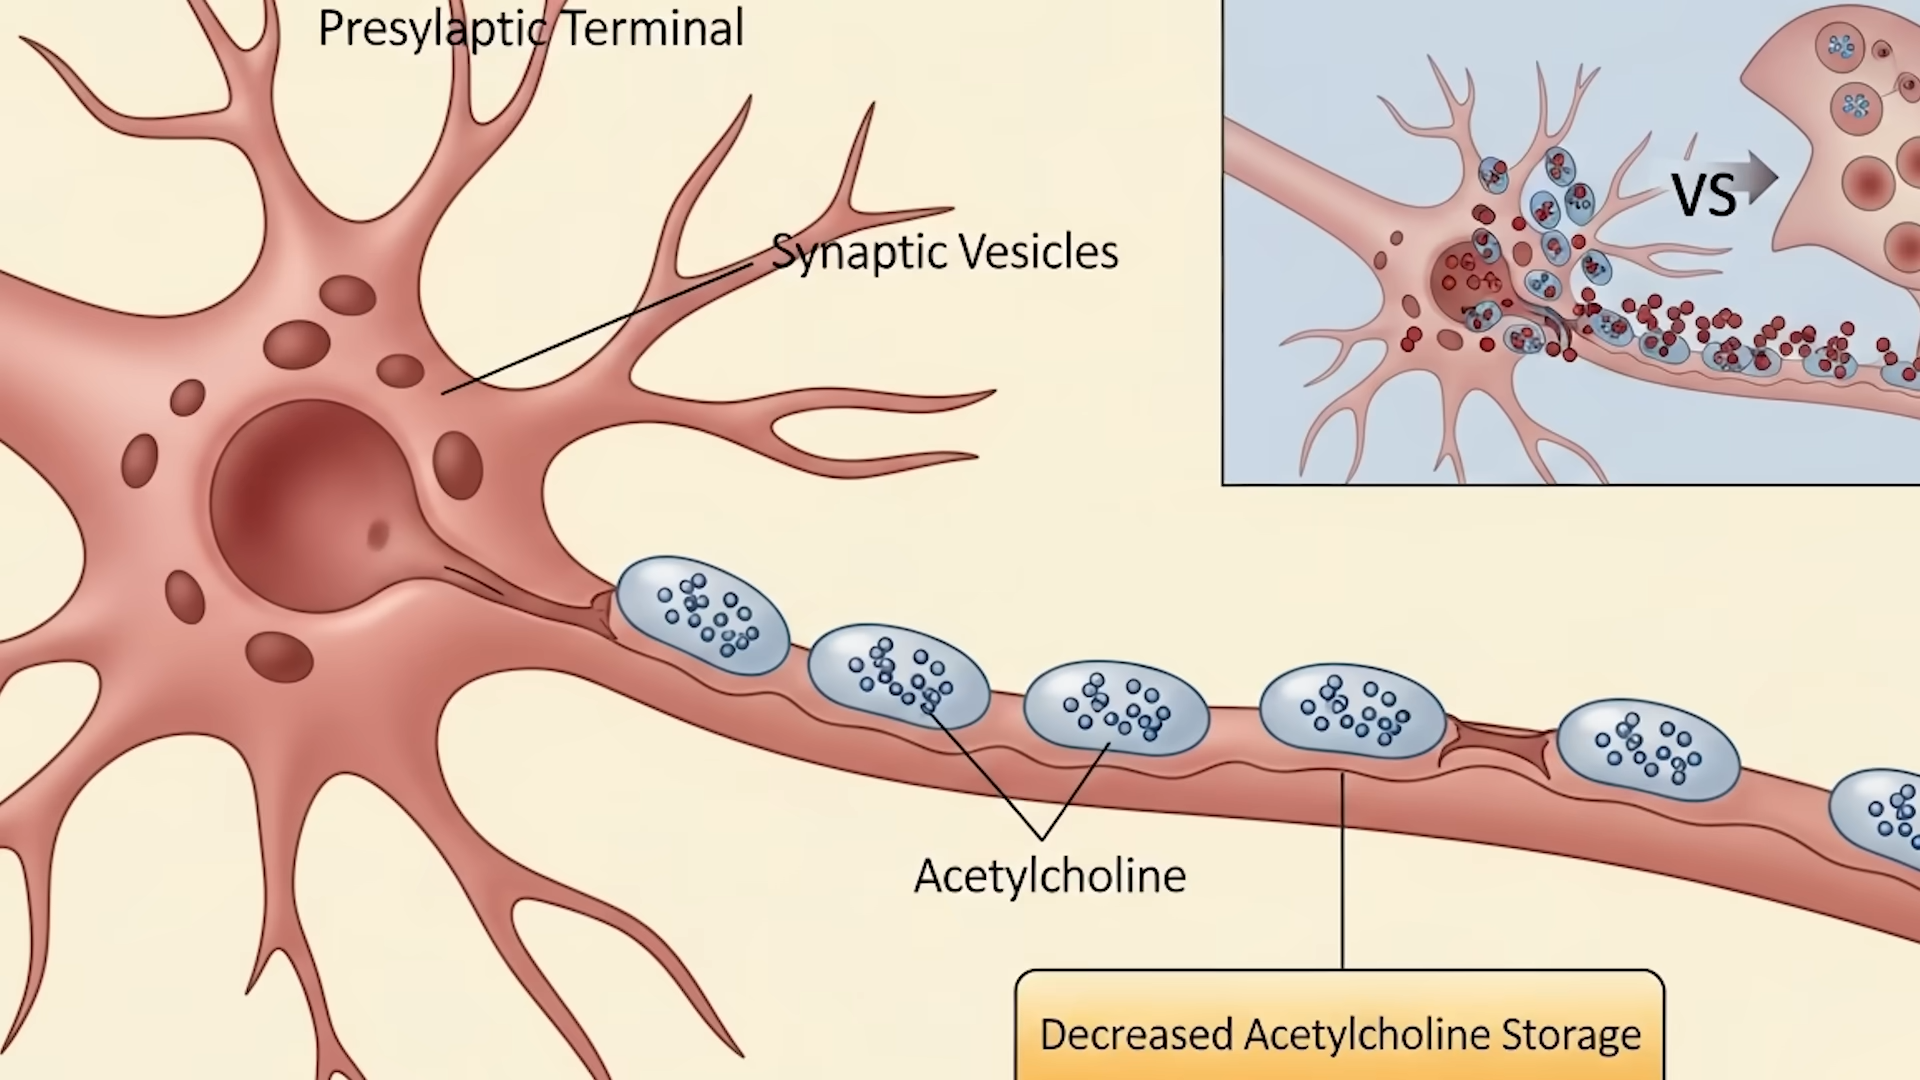 Presylaptic Terminal
VS
Synaptic Vesicles
Acetylcholine
Decreased Acetylcholine Storage